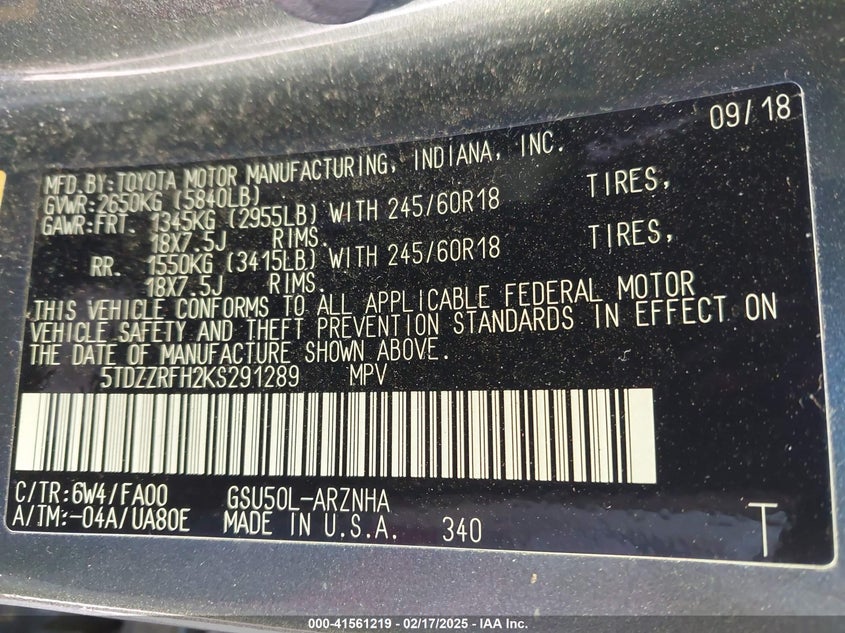 09/18
MFD.BY:TOYOTA MOTOR MANUFACTURING, INDIANA, INC.
GVWR:2650KG (5840LB)
GAWR:FRT. 1345KG (2955LB) WITH 245/60R18 TIRES,
18X7.5J RIMS.
RR. 1550KG (3415LB) WITH 245/60R18 TIRES,
18X7.5J RIMS.
THIS VEHICLE CONFORMS TO ALL APPLICABLE FEDERAL MOTOR
VEHICLE SAFETY AND THEFT PREVENTION STANDARDS IN EFFECT ON
THE DATE OF MANUFACTURE SHOWN ABOVE.
5TDZZRFH2KS291289 MPV
C/TR:6W4/FA00 GSU50L-ARZNHA
A/TM:-04A/UA80E MADE IN U.S.A. 340 T
000-41561219 - 02/17/2025 - IAA Inc.